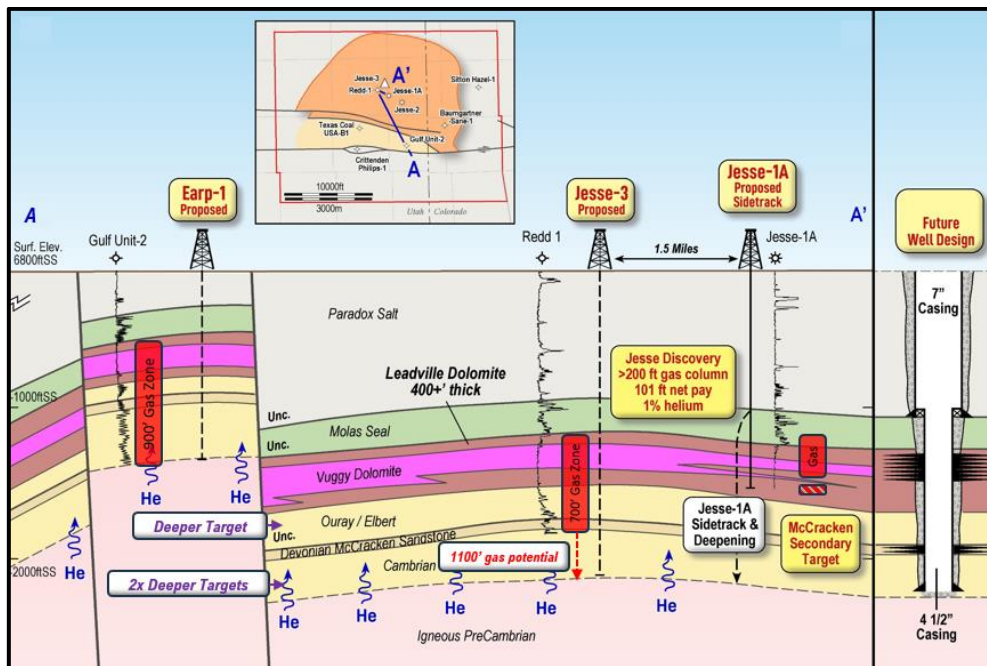 Jesse-3
A'
Redd-1
Jesse-1A
Jesse-2
Sitton Hazel-1
Texas Coal
USA-B1
Baumgartner
Sane-1
Gulf Unit-2
Crittenden
Philips-1
A
10000ft
3000m
Utah
Colorado
A
Surf. Elev.
6800ftSS
Gulf Unit-2
Earp-1
Proposed
Redd 1
Jesse-3
Proposed
1.5 Miles
Jesse-1A
Proposed
Sidetrack
Jesse-1A
A'
Future
Well Design
7" Casing
Paradox Salt
Leadville Dolomite
400+' thick
Jesse Discovery
>200 ft gas column
101 ft net pay
1% helium
1000ftSS
900' Gas Zone
Unc.
Molas Seal
Unc.
Vuggy Dolomite
700' Gas Zone
Gas
He
He
Deeper Target
Ouray / Elbert
Unc.
Devonian McCracken Sandstone
Jesse-1A
Sidetrack &
Deepening
McCracken
Secondary
Target
2000ftSS
He
Cambrian
1100' gas potential
2x Deeper Targets
He
He
He
He
Igneous PreCambrian
4 1/2"
Casing